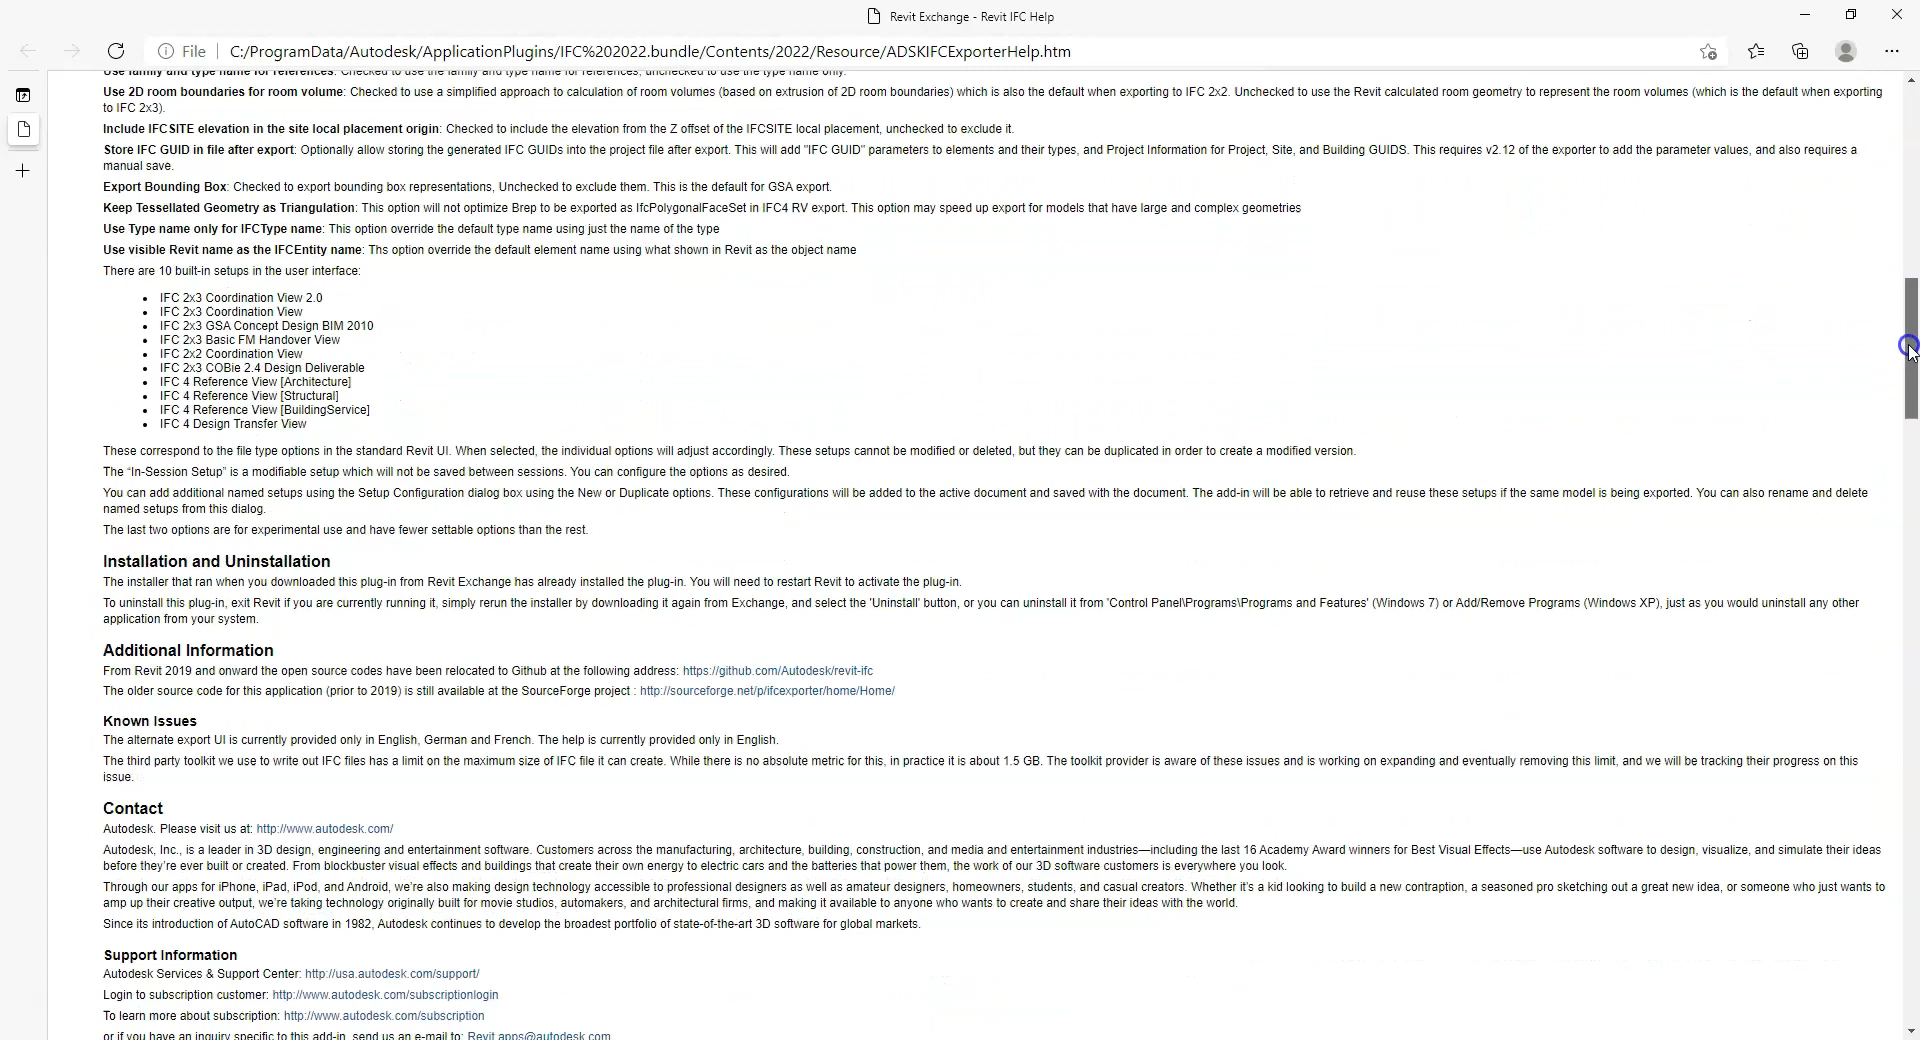 Revit Exchange - Revit IFC Help
File
C:/ProgramData/Autodesk/ApplicationPlugins/IFC%202022.bundle/Contents/2022/Resource/ADSKIFCExporterHelp.htm
Use family and type name for references: Checked to use the family and type name for references, unchecked to use the type name only.
Use 2D room boundaries for room volume: Checked to use a simplified approach to calculation of room volumes (based on extrusion of 2D room boundaries) which is also the default when exporting to IFC 2x2. Unchecked to use the Revit calculated room geometry to represent the room volumes (which is the default when exporting
to IFC 2x3).
Include IFCSITE elevation in the site local placement origin: Checked to include the elevation from the Z offset of the IFCSITE local placement, unchecked to exclude it.
Store IFC GUID in file after export: Optionally allow storing the generated IFC GUIDs into the project file after export. This will add "IFC GUID" parameters to elements and their types, and Project Information for Project, Site, and Building GUIDS. This requires v2.12 of the exporter to add the parameter values, and also requires a
manual save.
Export Bounding Box: Checked to export bounding box representations, Unchecked to exclude them. This is the default for GSA export.
Keep Tessellated Geometry as Triangulation: This option will not optimize Brep to be exported as IfcPolygonalFaceSet in IFC4 RV export. This option may speed up export for models that have large and complex geometries
Use Type name only for IFCType name: This option override the default type name using just the name of the type
Use visible Revit name as the IFCEntity name: Ths option override the default element name using what shown in Revit as the object name
There are 10 built-in setups in the user interface:
• IFC 2x3 Coordination View 2.0
• IFC 2x3 Coordination View
• IFC 2x3 GSA Concept Design BIM 2010
• IFC 2x3 Basic FM Handover View
• IFC 2x2 Coordination View
• IFC 2x3 COBie 2.4 Design Deliverable
• IFC 4 Reference View [Architecture]
• IFC 4 Reference View [Structural]
• IFC 4 Reference View [BuildingService]
• IFC 4 Design Transfer View
These correspond to the file type options in the standard Revit UI. When selected, the individual options will adjust accordingly. These setups cannot be modified or deleted, but they can be duplicated in order to create a modified version.
The “In-Session Setup” is a modifiable setup which will not be saved between sessions. You can configure the options as desired.
You can add additional named setups using the Setup Configuration dialog box using the New or Duplicate options. These configurations will be added to the active document and saved with the document. The add-in will be able to retrieve and reuse these setups if the same model is being exported. You can also rename and delete
named setups from this dialog.
The last two options are for experimental use and have fewer settable options than the rest.
Installation and Uninstallation
The installer that ran when you downloaded this plug-in from Revit Exchange has already installed the plug-in. You will need to restart Revit to activate the plug-in.
To uninstall this plug-in, exit Revit if you are currently running it, simply rerun the installer by downloading it again from Exchange, and select the 'Uninstall' button, or you can uninstall it from 'Control Panel\Programs\Programs and Features' (Windows 7) or Add/Remove Programs (Windows XP), just as you would uninstall any other
application from your system.
Additional Information
From Revit 2019 and onward the open source codes have been relocated to Github at the following address: https://github.com/Autodesk/revit-ifc
The older source code for this application (prior to 2019) is still available at the SourceForge project : http://sourceforge.net/p/ifcexporter/home/Home/
Known Issues
The alternate export UI is currently provided only in English, German and French. The help is currently provided only in English.
The third party toolkit we use to write out IFC files has a limit on the maximum size of IFC file it can create. While there is no absolute metric for this, in practice it is about 1.5 GB. The toolkit provider is aware of these issues and is working on expanding and eventually removing this limit, and we will be tracking their progress on this
issue.
Contact
Autodesk. Please visit us at: http://www.autodesk.com/
Autodesk, Inc., is a leader in 3D design, engineering and entertainment software. Customers across the manufacturing, architecture, building, construction, and media and entertainment industries—including the last 16 Academy Award winners for Best Visual Effects—use Autodesk software to design, visualize, and simulate their ideas
before they're ever built or created. From blockbuster visual effects and buildings that create their own energy to electric cars and the batteries that power them, the work of our 3D software customers is everywhere you look.
Through our apps for iPhone, iPad, iPod, and Android, we're also making design technology accessible to professional designers as well as amateur designers, homeowners, students, and casual creators. Whether it's a kid looking to build a new contraption, a seasoned pro sketching out a great new idea, or someone who just wants to
amp up their creative output, we're taking technology originally built for movie studios, automakers, and architectural firms, and making it available to anyone who wants to create and share their ideas with the world.
Since its introduction of AutoCAD software in 1982, Autodesk continues to develop the broadest portfolio of state-of-the-art 3D software for global markets.
Support Information
Autodesk Services & Support Center: http://usa.autodesk.com/support/
Login to subscription customer: http://www.autodesk.com/subscriptionlogin
To learn more about subscription: http://www.autodesk.com/subscription
or if you have an inquiry specific to this add-in, send us an e-mail to: Revit.apps@autodesk.com